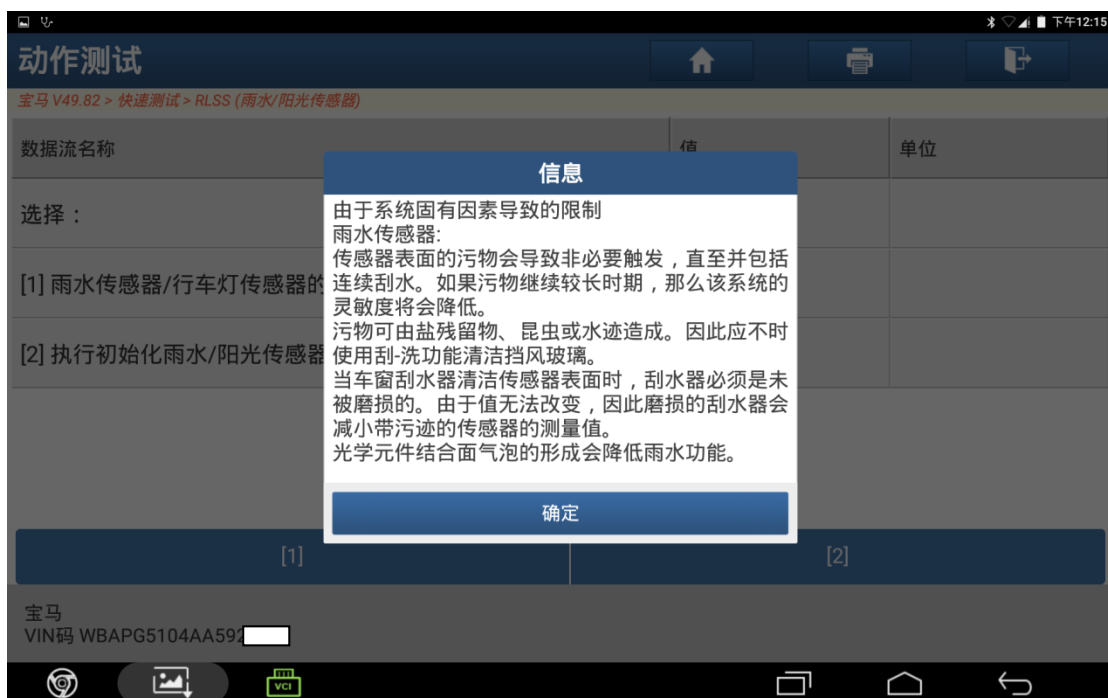 下午12:15
动作测试
宝马 V49.82 > 快速测试 > RLSS (雨水/阳光传感器)
数据流名称 值 单位
选择：
[1] 雨水传感器/行车灯传感器的
[2] 执行初始化雨水/阳光传感器
信息
由于系统固有因素导致的限制
雨水传感器:
传感器表面的污物会导致非必要触发，直至并包括
连续刮水。如果污物继续较长时期，那么该系统的
灵敏度将会降低。
污物可由盐残留物、昆虫或水迹造成。因此应不时
使用刮-洗功能清洁挡风玻璃。
当车窗刮水器清洁传感器表面时，刮水器必须是未
被磨损的。由于值无法改变，因此磨损的刮水器会
减小带污迹的传感器的测量值。
光学元件结合面气泡的形成会降低雨水功能。
确定
[1] [2]
宝马
VIN码 WBAPG5104AA592
VCI